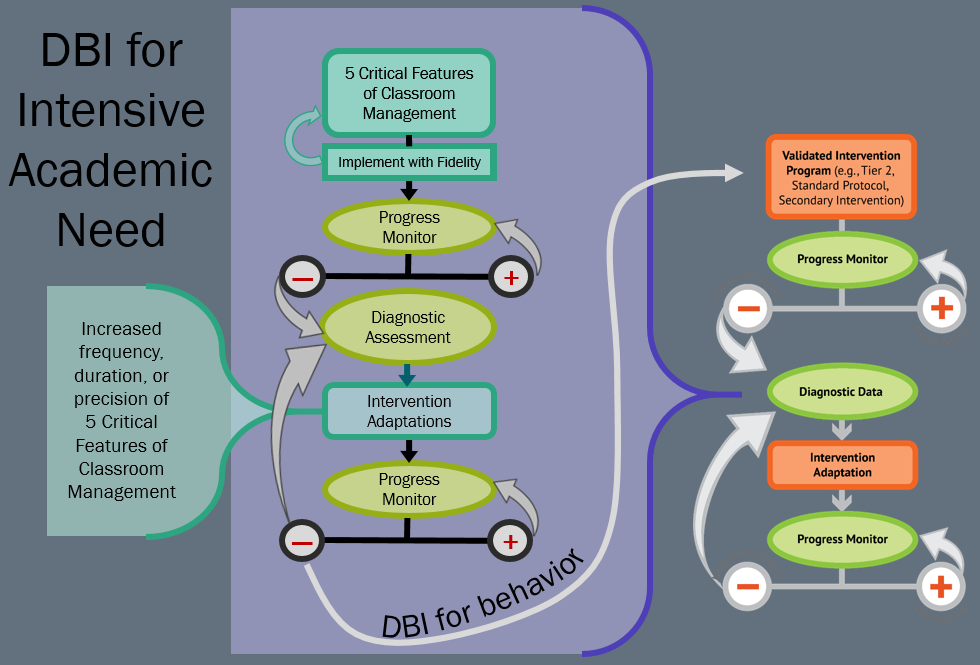 DBI for
Intensive
Academic
Need
Increased
frequency,
duration, or
precision of
5 Critical
Features of
Classroom
Management
5 Critical Features
of Classroom
Management
Implement with Fidelity
Progress
Monitor
−
+
Diagnostic
Assessment
Intervention
Adaptations
Progress
Monitor
−
+
DBI for behavior
Validated Intervention
Program (e.g., Tier 2,
Standard Protocol,
Secondary Intervention)
Progress Monitor
−
+
Diagnostic Data
Intervention
Adaptation
Progress Monitor
−
+